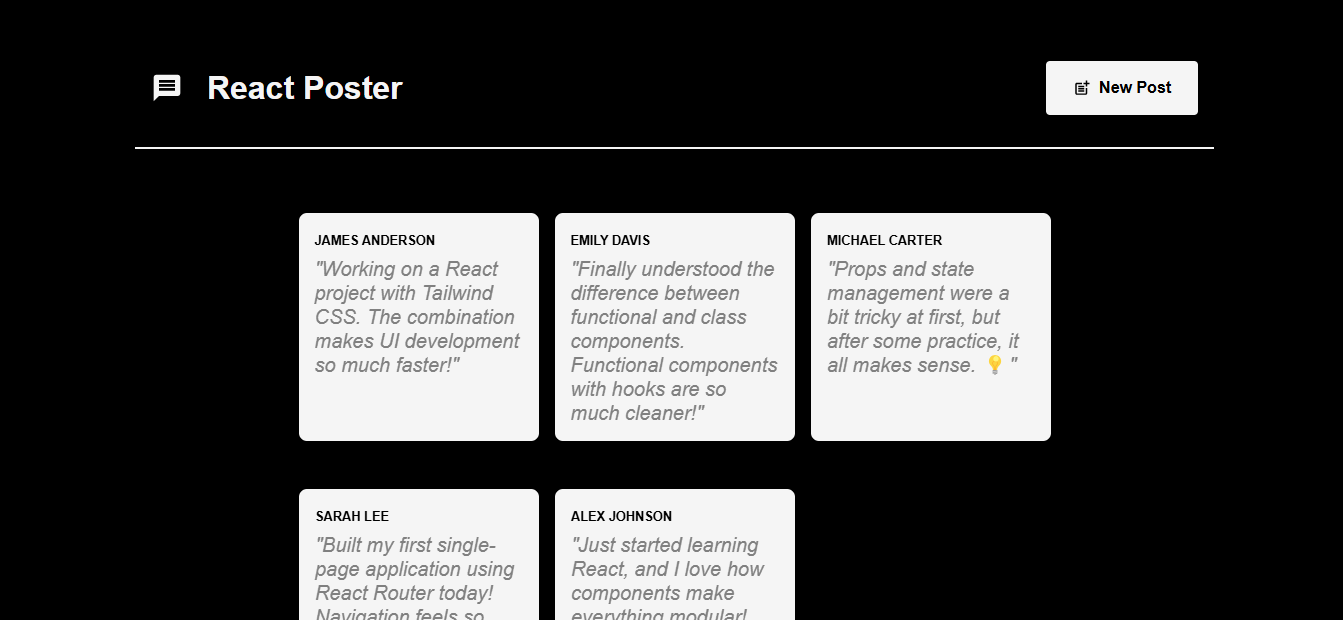 React Poster
New Post
JAMES ANDERSON
"Working on a React
project with Tailwind
CSS. The combination
makes UI development
so much faster!"
EMILY DAVIS
"Finally understood the
difference between
functional and class
components.
Functional components
with hooks are so
much cleaner!"
MICHAEL CARTER
"Props and state
management were a
bit tricky at first, but
after some practice, it
all makes sense. 💡 "
SARAH LEE
"Built my first single-
page application using
React Router today!
Navigation feels so
ALEX JOHNSON
"Just started learning
React, and I love how
components make
everything modular!